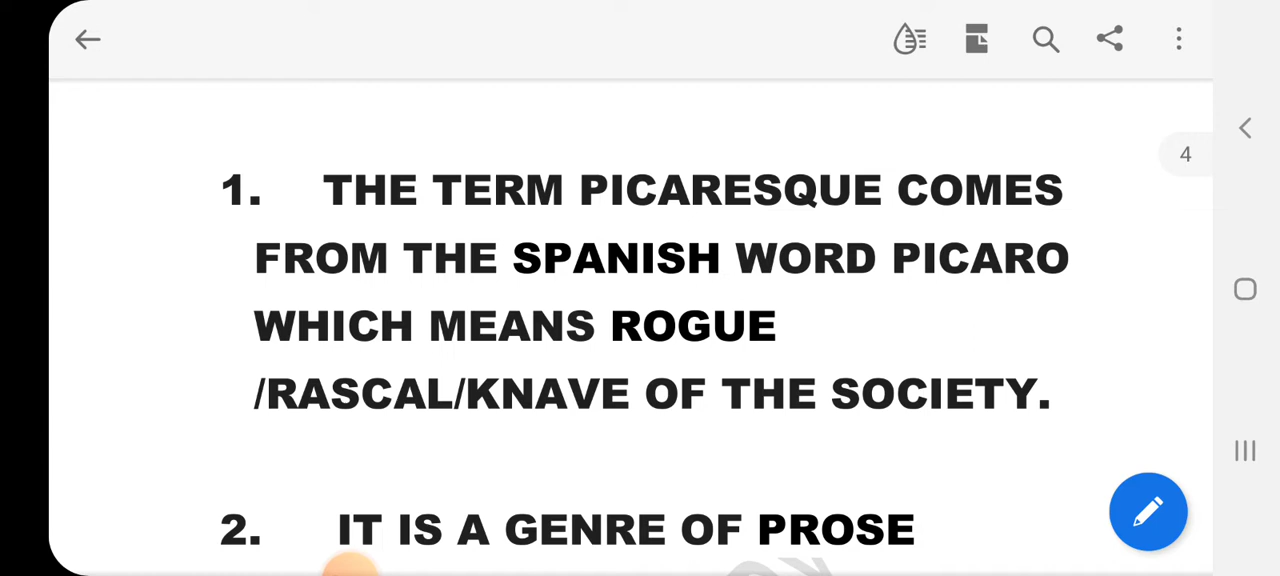 4
1. THE TERM PICARESQUE COMES
FROM THE SPANISH WORD PICARO
WHICH MEANS ROGUE
/RASCAL/KNAVE OF THE SOCIETY.
2. IT IS A GENRE OF PROSE